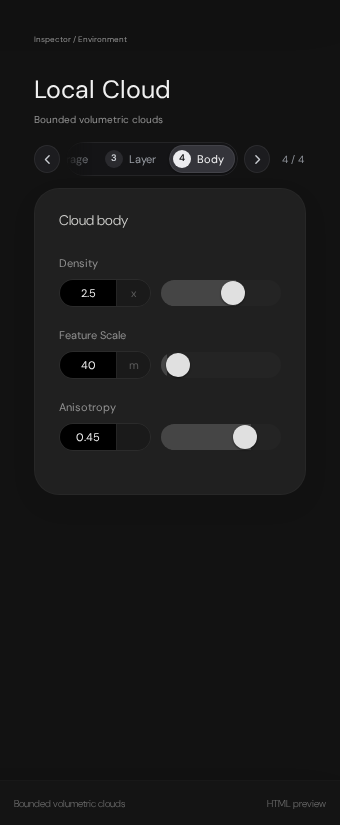 Inspector / Environment
Local Cloud
Bounded volumetric clouds
age 3 Layer 4 Body 4 / 4
Cloud body
Density
2.5 x
Feature Scale
40 m
Anisotropy
0.45
Bounded volumetric clouds HTML preview